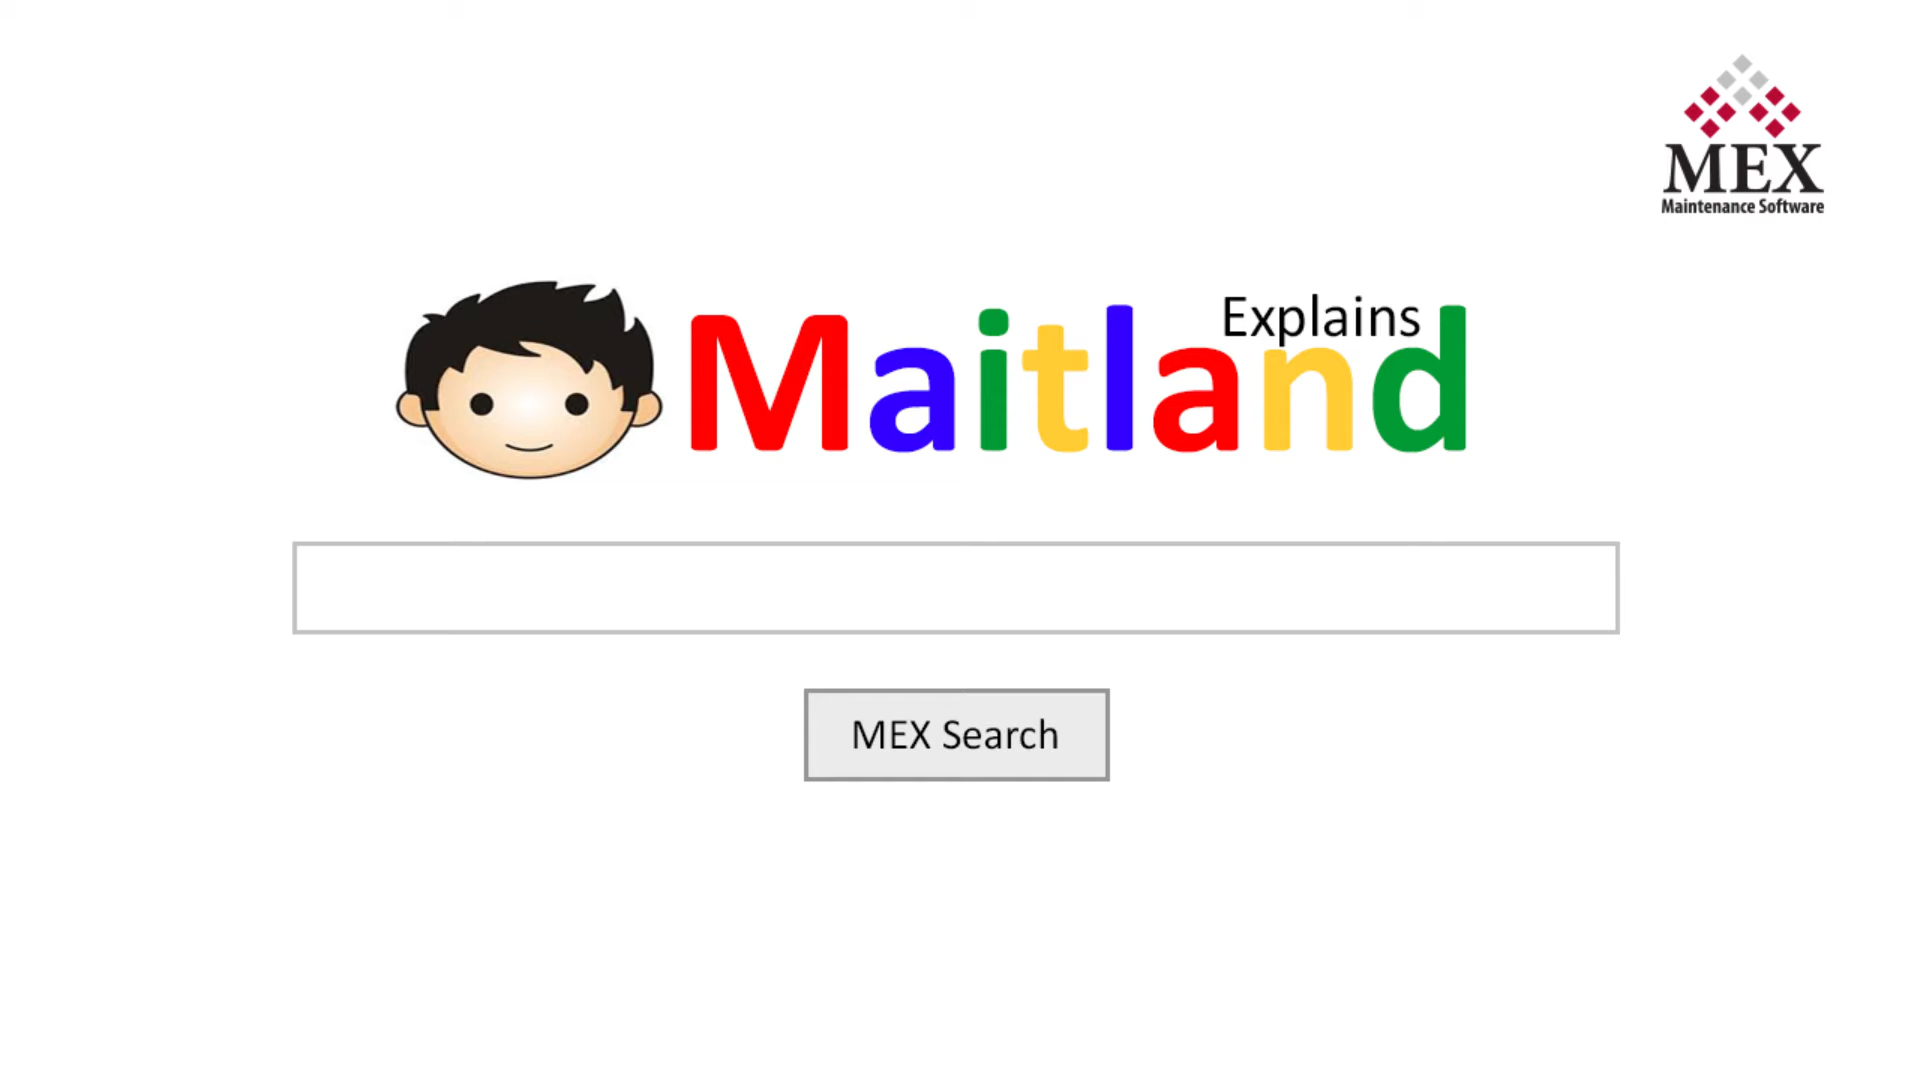 MEX
Maintenance Software
Explains
Maitland
MEX Search